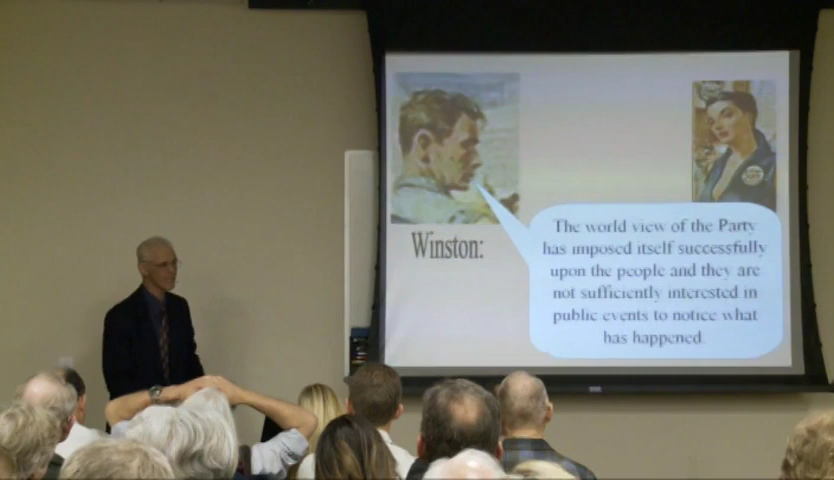 Winston:
The world view of the Party
has imposed itself successfully
upon the people and they are
not sufficiently interested in
public events to notice what
has happened.